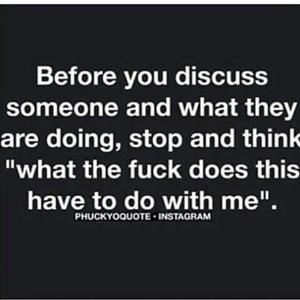 Before you discuss
someone and what they
are doing, stop and think
"what the fuck does this
have to do with me".
PHUCKYOQUOTE • INSTAGRAM